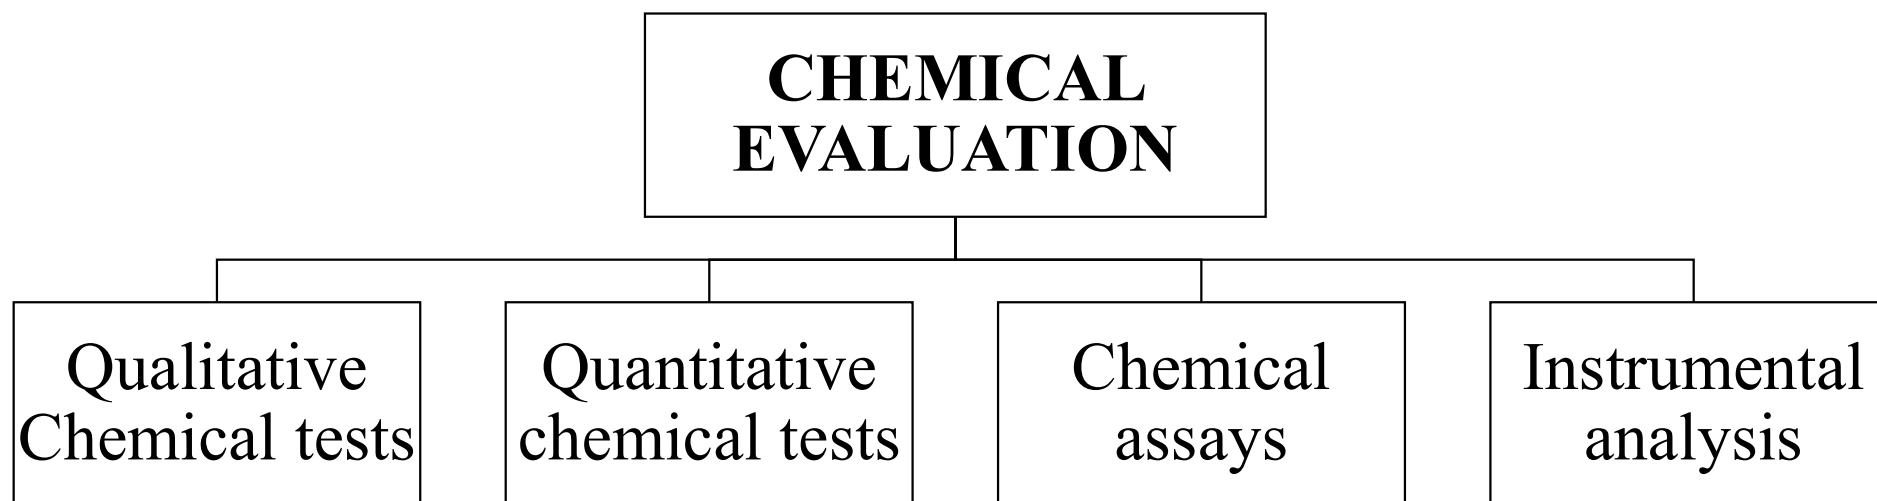 CHEMICAL
EVALUATION
Qualitative
Chemical tests
Quantitative
chemical tests
Chemical
assays
Instrumental
analysis